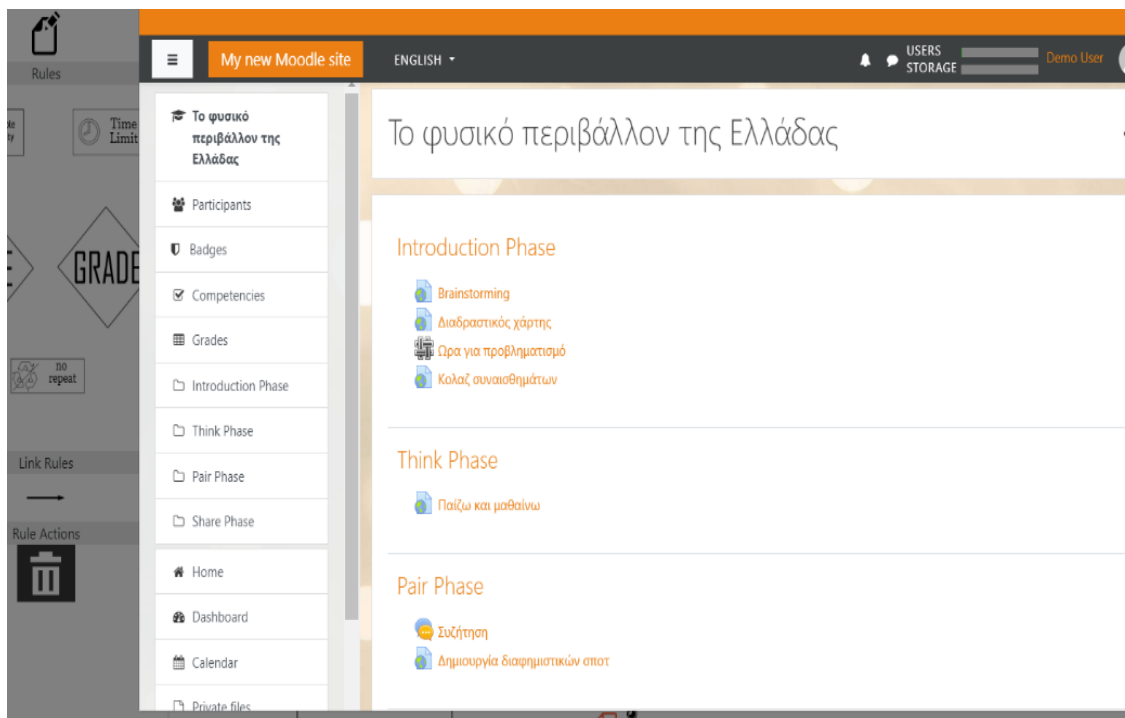 Rules
Time
Limit
GRADE
no
repeat
Link Rules
Rule Actions
My new Moodle site
ENGLISH
USERS
STORAGE
Demo User
Το φυσικό
περιβάλλον της
Ελλάδας
Participants
Badges
Competencies
Grades
Introduction Phase
Think Phase
Pair Phase
Share Phase
Home
Dashboard
Calendar
Private files
Το φυσικό περιβάλλον της Ελλάδας
Introduction Phase
Brainstorming
Διαδραστικός χάρτης
Ωρα για προβληματισμό
Κολαζ συναισθημάτων
Think Phase
Παίζω και μαθαίνω
Pair Phase
Συζήτηση
Δημιουργία διαφημιστικών σποτ